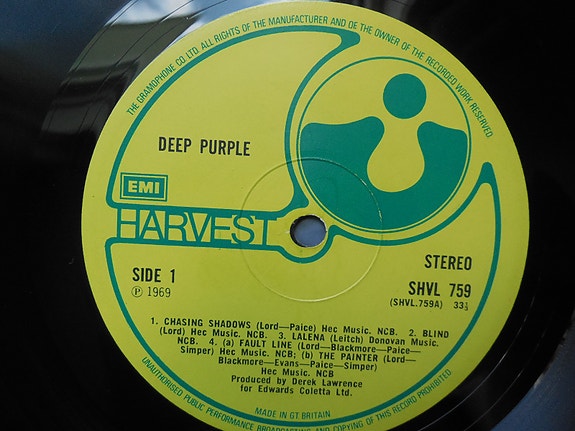 THE GRAMOPHONE CO LTD. ALL RIGHTS OF THE MANUFACTURER AND OF THE OWNER OF THE RECORDED WORK RESERVED
DEEP PURPLE
EMI
HARVEST
STEREO
SIDE 1
SHVL 759
℗ 1969
(SHVL.759A) 33⅓
1. CHASING SHADOWS (Lord—Paice) Hec Music. NCB. 2. BLIND
(Lord) Hec Music. NCB. 3. LALENA (Leitch) Donovan Music.
NCB. 4. (a) FAULT LINE (Lord—Blackmore—Paice—
Simper) Hec Music. NCB; (b) THE PAINTER (Lord—
Blackmore—Evans—Paice—Simper)
Hec Music. NCB
Produced by Derek Lawrence
for Edwards Coletta Ltd.
UNAUTHORISED PUBLIC PERFORMANCE BROADCASTING AND COPYING OF THIS RECORD PROHIBITED
MADE IN GT. BRITAIN